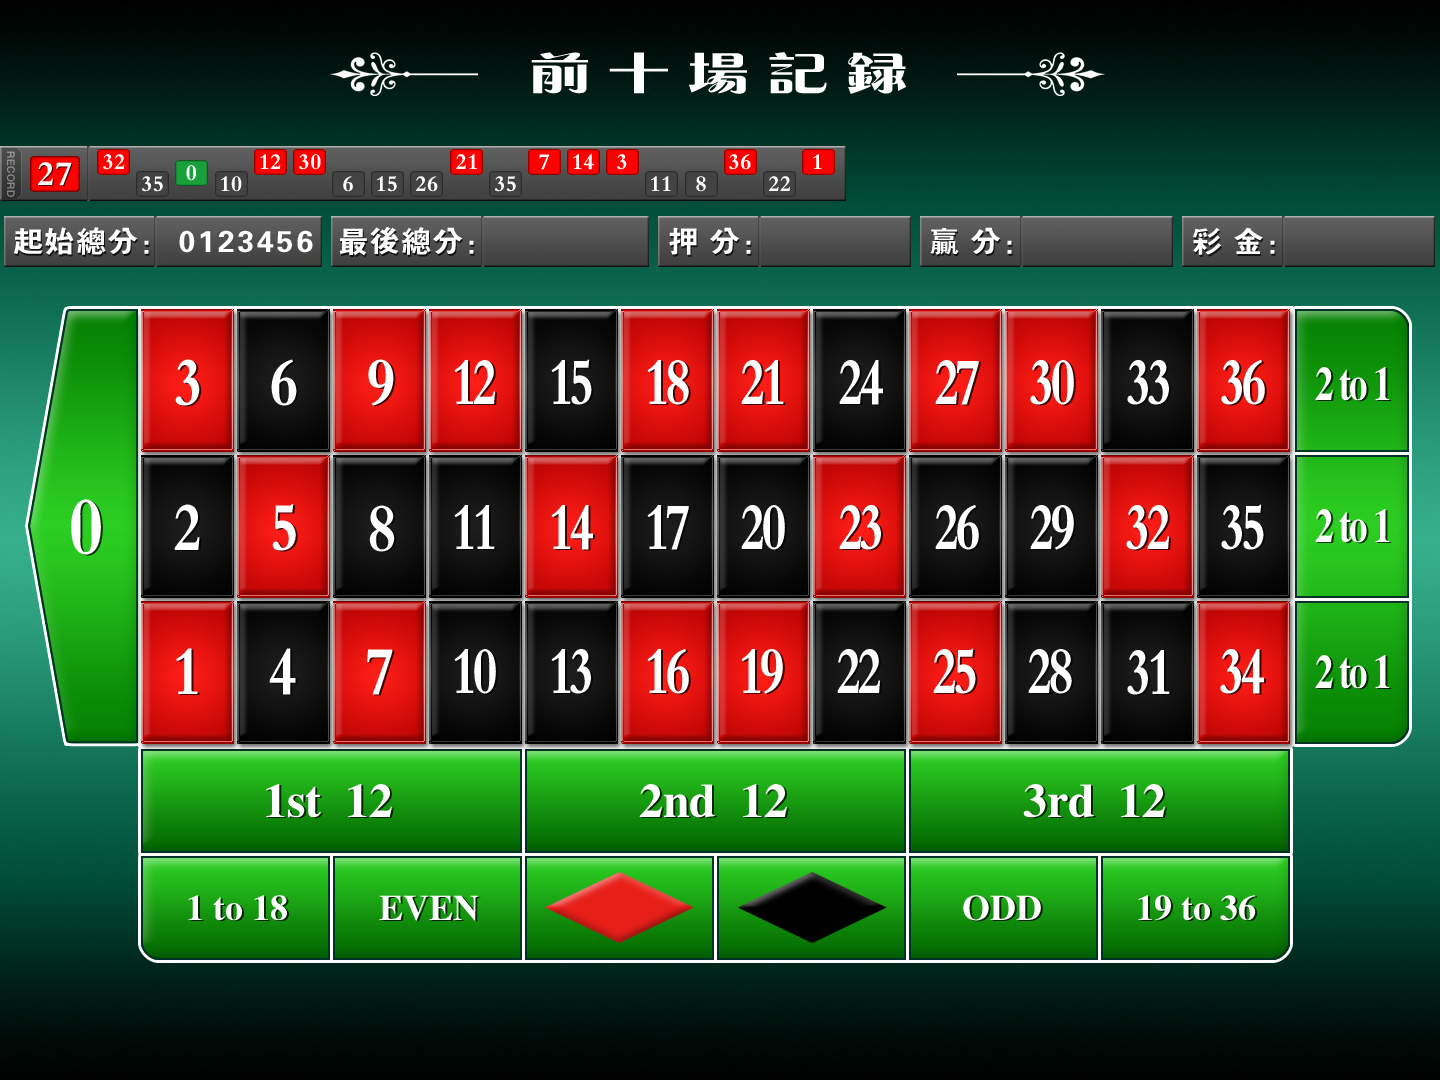 前十場記録
RECORD 27 32 35 0 10 12 30 6 15 26 21 35 7 14 3 11 8 36 22 1
起始總分: 0123456 最後總分: 押 分: 贏 分: 彩 金:
3 6 9 12 15 18 21 24 27 30 33 36 2 to 1
0 2 5 8 11 14 17 20 23 26 29 32 35 2 to 1
1 4 7 10 13 16 19 22 25 28 31 34 2 to 1
1st 12 2nd 12 3rd 12
1 to 18 EVEN ODD 19 to 36